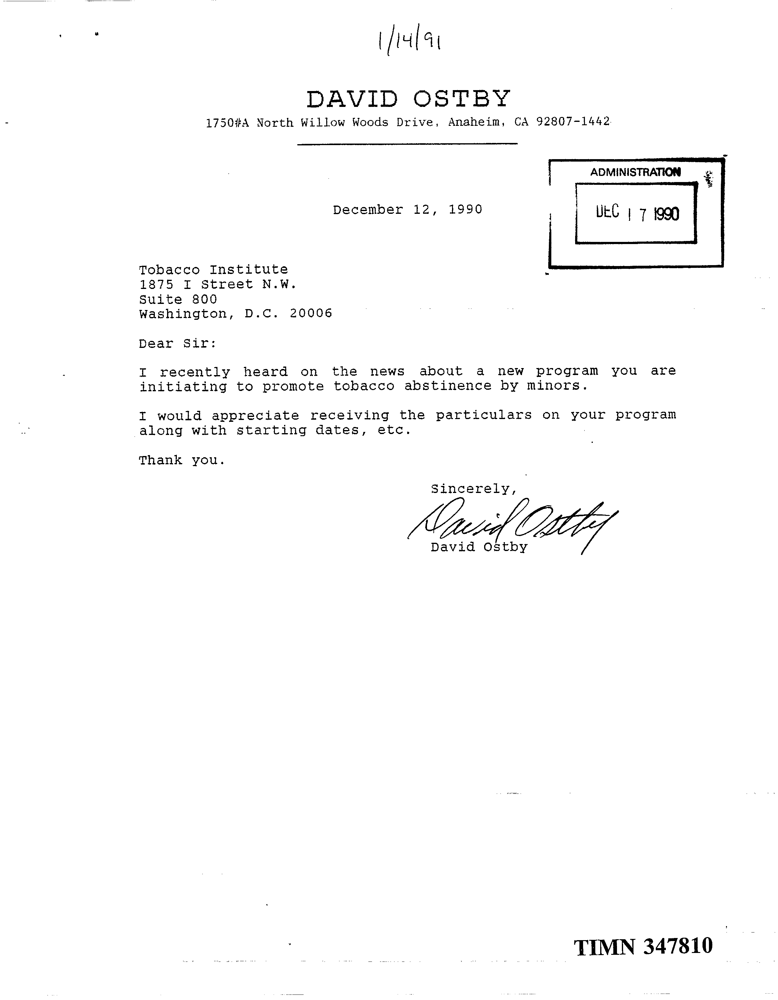 1/14/91
DAVID OSTBY
1750#A North Willow Woods Drive, Anaheim, CA 92807-1442
ADMINISTRATION
December 12, 1990
DEC 17 1990
Tobacco Institute
1875 I Street N.W.
Suite 800
Washington, D.C. 20006
Dear Sir:
I recently heard on the news about a new program you are
initiating to promote tobacco abstinence by minors.
I would appreciate receiving the particulars on your program
along with starting dates, etc.
Thank you.
Sincerely,
David Ostby
David Ostby
TIMN 347810